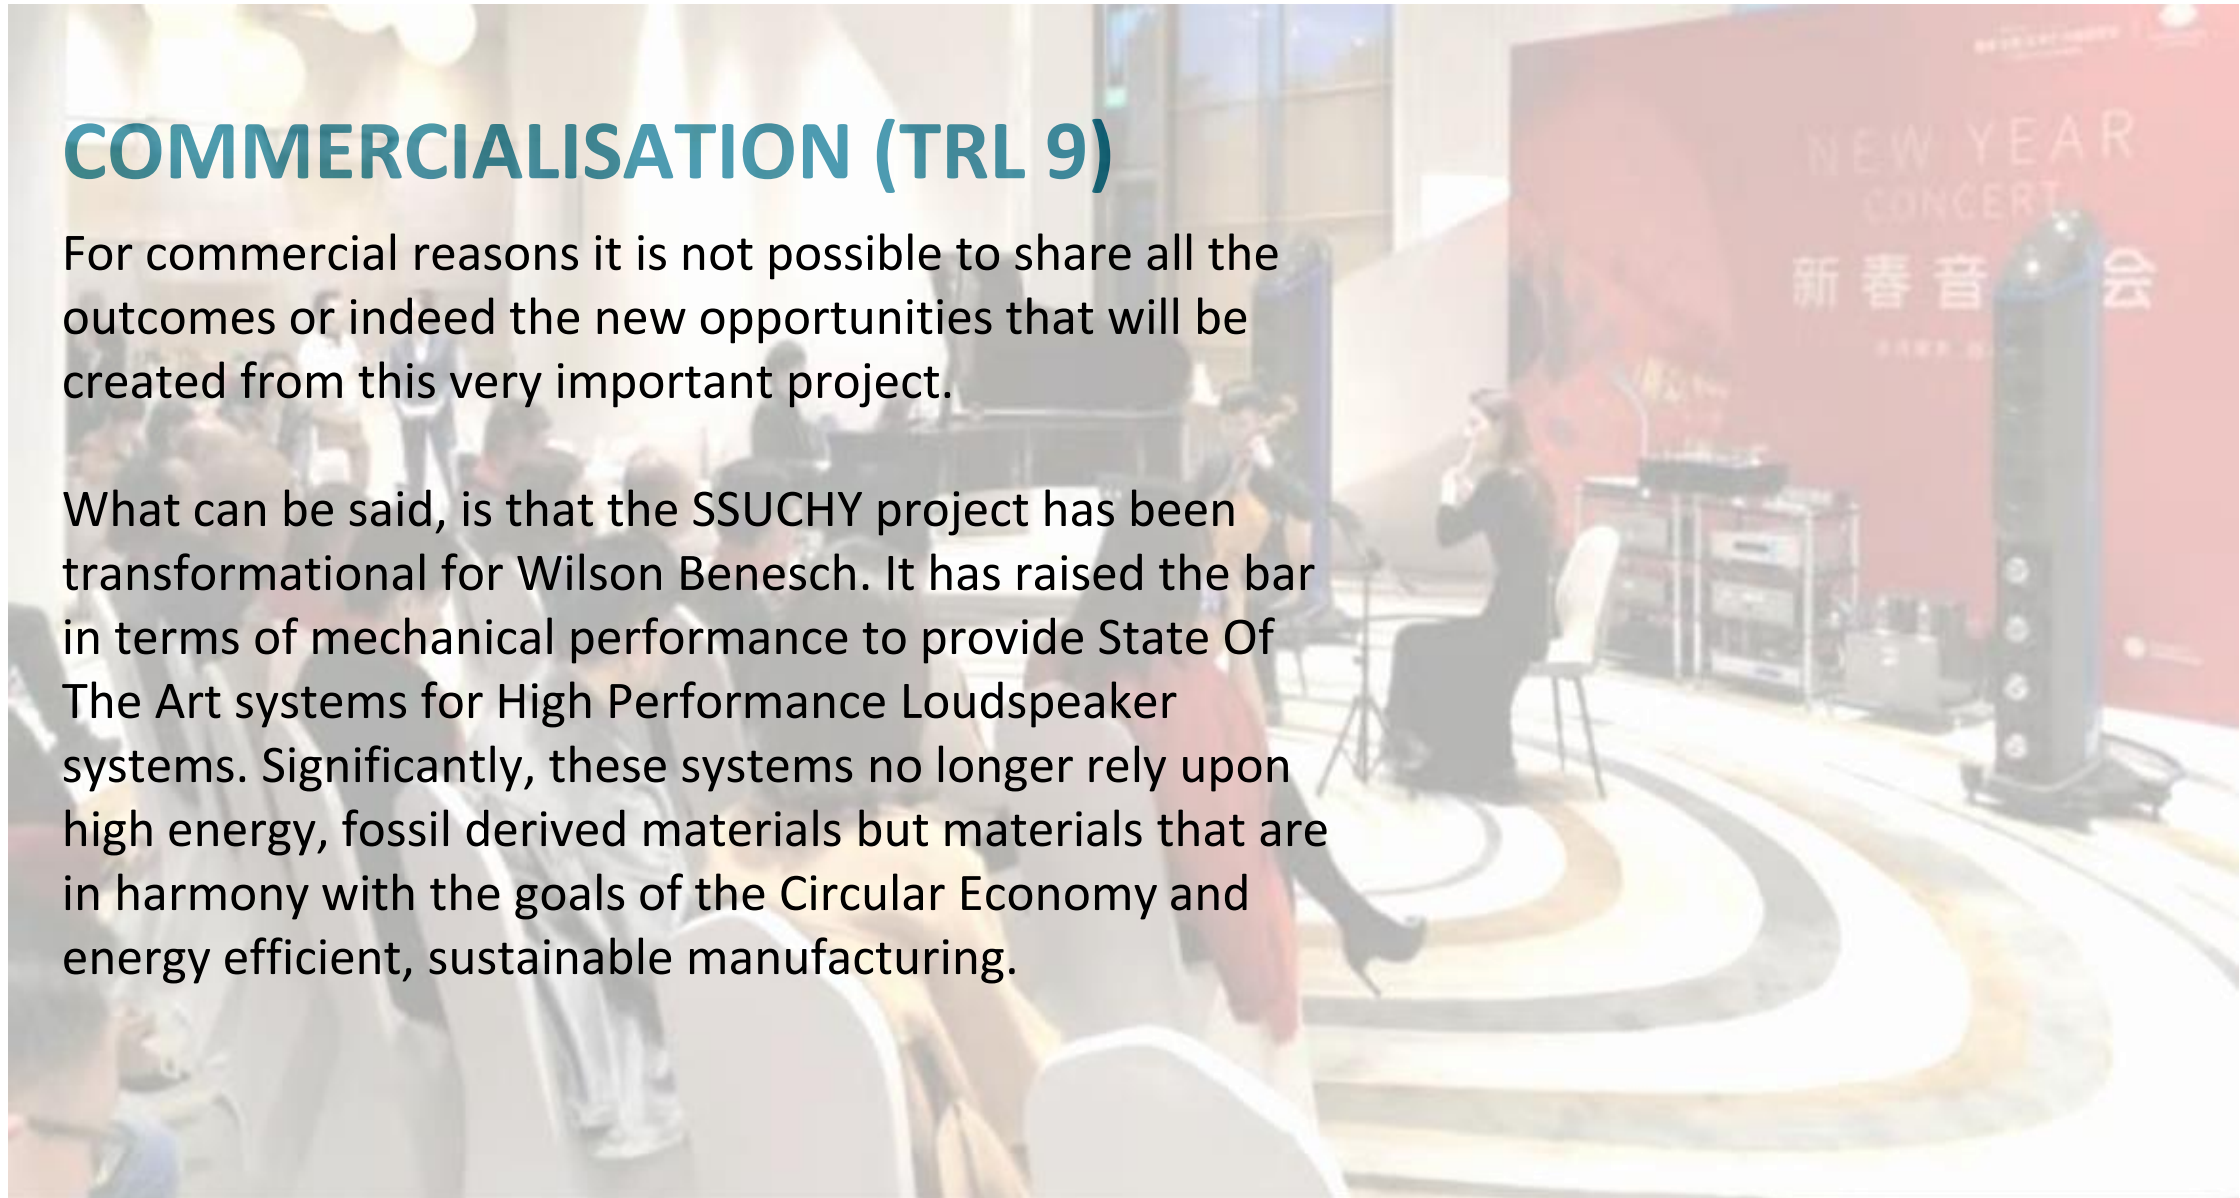 COMMERCIALISATION (TRL 9)
For commercial reasons it is not possible to share all the
outcomes or indeed the new opportunities that will be
created from this very important project.
What can be said, is that the SSUCHY project has been
transformational for Wilson Benesch. It has raised the bar
in terms of mechanical performance to provide State Of
The Art systems for High Performance Loudspeaker
systems. Significantly, these systems no longer rely upon
high energy, fossil derived materials but materials that are
in harmony with the goals of the Circular Economy and
energy efficient, sustainable manufacturing.
NEW YEAR
CONCERT
新春音 会